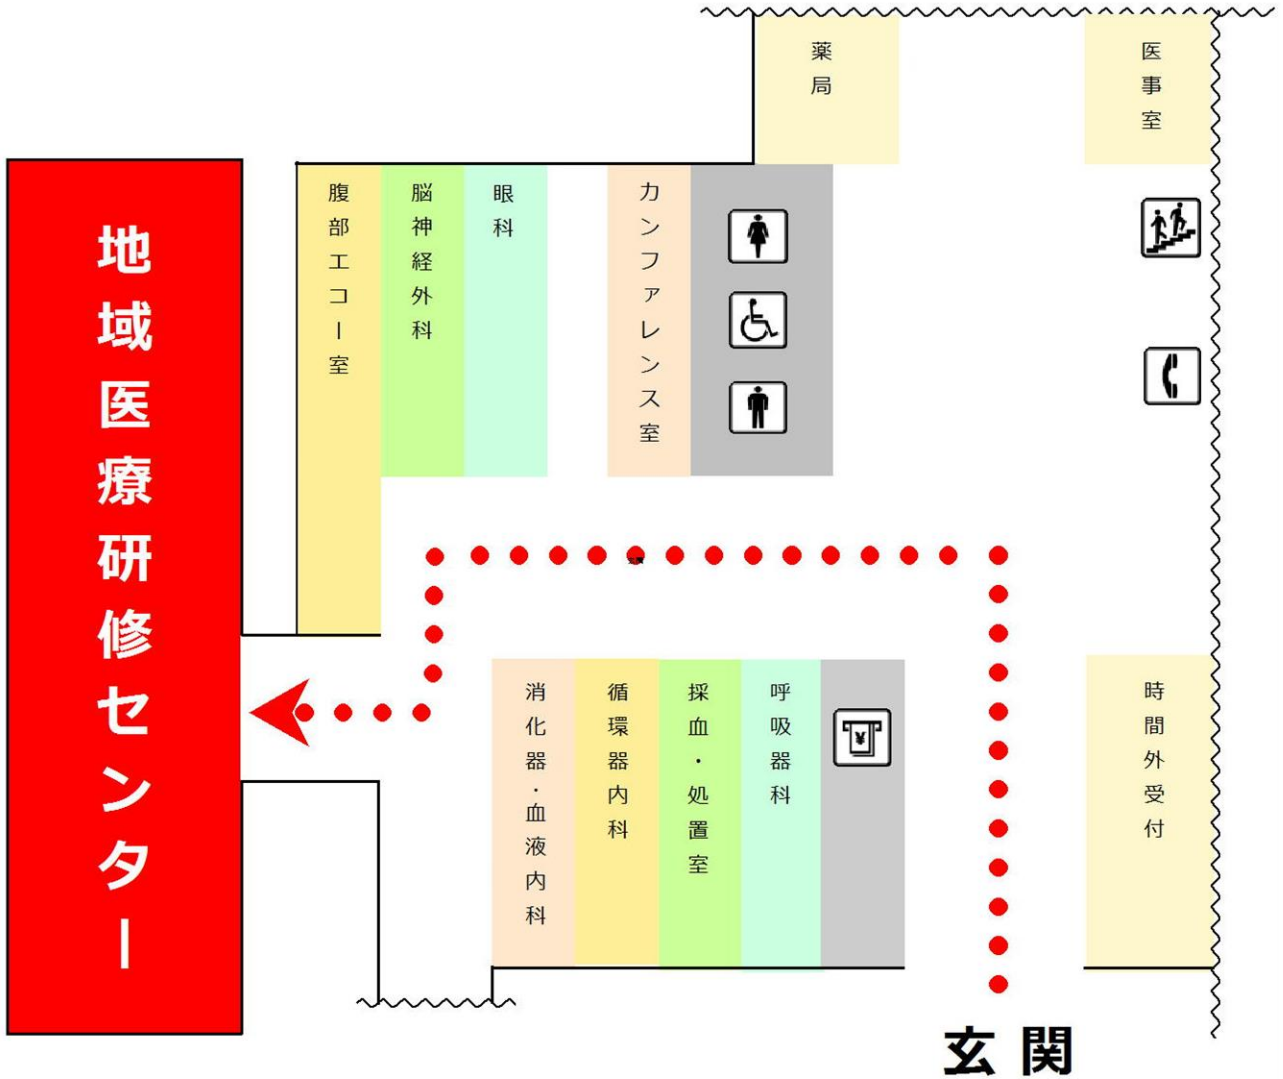 薬局
医事室
地域医療研修センター
腹部エコー室
脳神経外科
眼科
カンファレンス室
消化器・血液内科
循環器内科
採血・処置室
呼吸器科
¥
時間外受付
玄関